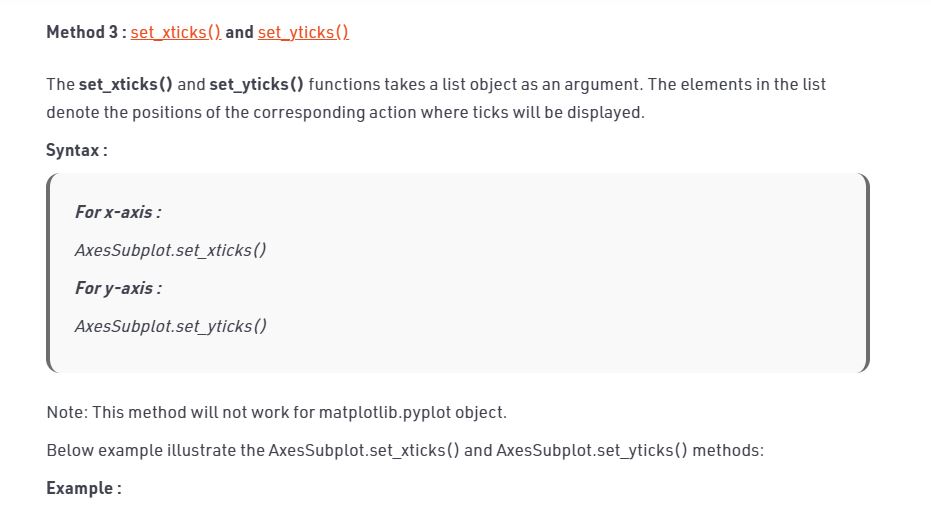 Method 3 : set_xticks() and set_yticks()
The set_xticks() and set_yticks() functions takes a list object as an argument. The elements in the list
denote the positions of the corresponding action where ticks will be displayed.
Syntax :
For x-axis :
AxesSubplot.set_xticks()
For y-axis :
AxesSubplot.set_yticks()
Note: This method will not work for matplotlib.pyplot object.
Below example illustrate the AxesSubplot.set_xticks() and AxesSubplot.set_yticks() methods:
Example :